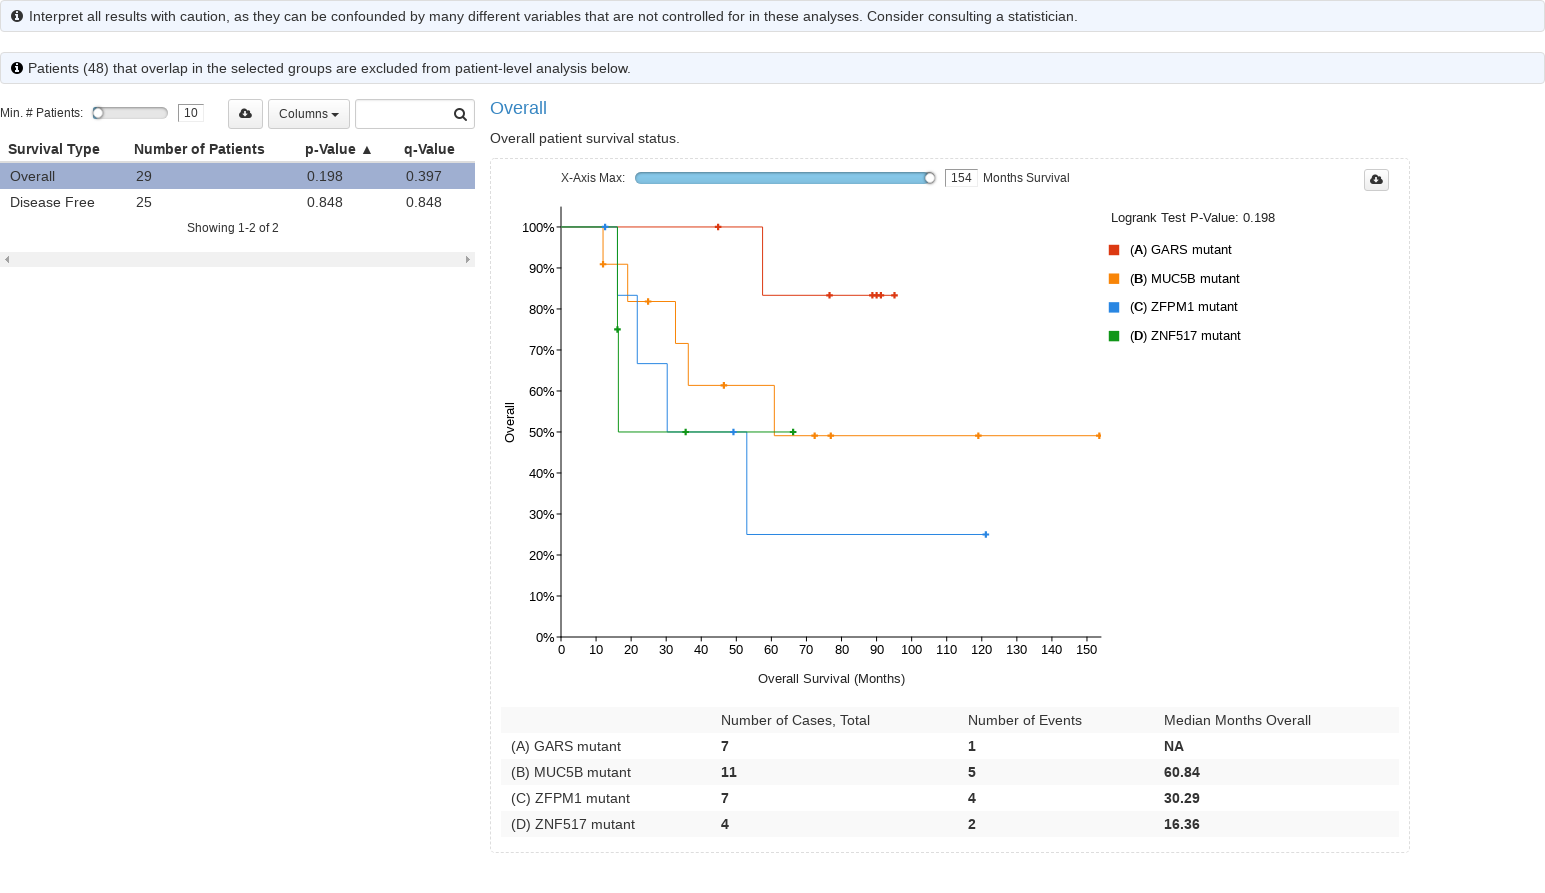 Interpret all results with caution, as they can be confounded by many different variables that are not controlled for in these analyses. Consider consulting a statistician.
Patients (48) that overlap in the selected groups are excluded from patient-level analysis below.
Min. # Patients: 10 Columns
Survival Type Number of Patients p-Value ▲ q-Value
Overall 29 0.198 0.397
Disease Free 25 0.848 0.848
Showing 1-2 of 2
Overall
Overall patient survival status.
X-Axis Max: 154 Months Survival
Logrank Test P-Value: 0.198
(A) GARS mutant
(B) MUC5B mutant
(C) ZFPM1 mutant
(D) ZNF517 mutant
100%
90%
80%
70%
60%
50%
40%
30%
20%
10%
0%
Overall
0 10 20 30 40 50 60 70 80 90 100 110 120 130 140 150
Overall Survival (Months)
Number of Cases, Total Number of Events Median Months Overall
(A) GARS mutant 7 1 NA
(B) MUC5B mutant 11 5 60.84
(C) ZFPM1 mutant 7 4 30.29
(D) ZNF517 mutant 4 2 16.36